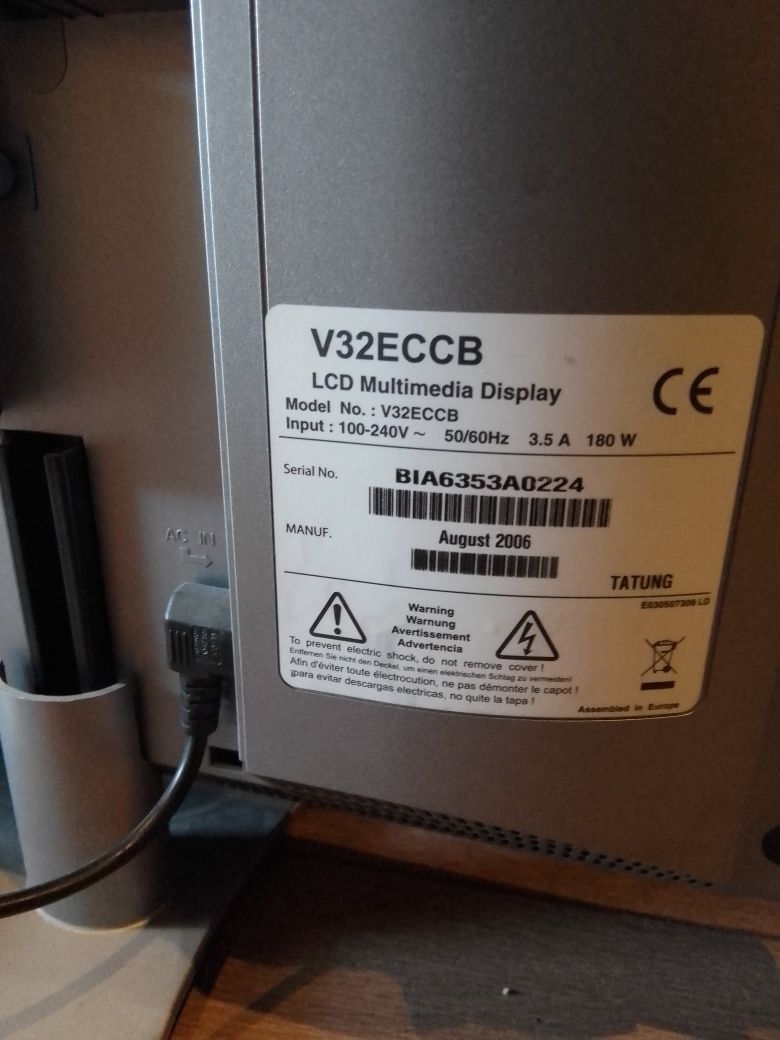 V32ECCB
LCD Multimedia Display
CE
Model No. : V32ECCB
Input : 100-240V ~ 50/60Hz 3.5 A 180 W
Serial No. BIA6353A0224
MANUF. August 2006
TATUNG
E030507309 LD
AC IN
Warning
Warnung
Avertissement
Advertencia
To prevent electric shock, do not remove cover !
Entfernen Sie nicht den Deckel, um einen elektrischen Schlag zu vermeiden!
Afin d'éviter toute électrocution, ne pas démonter le capot !
¡para evitar descargas electricas, no quite la tapa !
Assembled in Europe